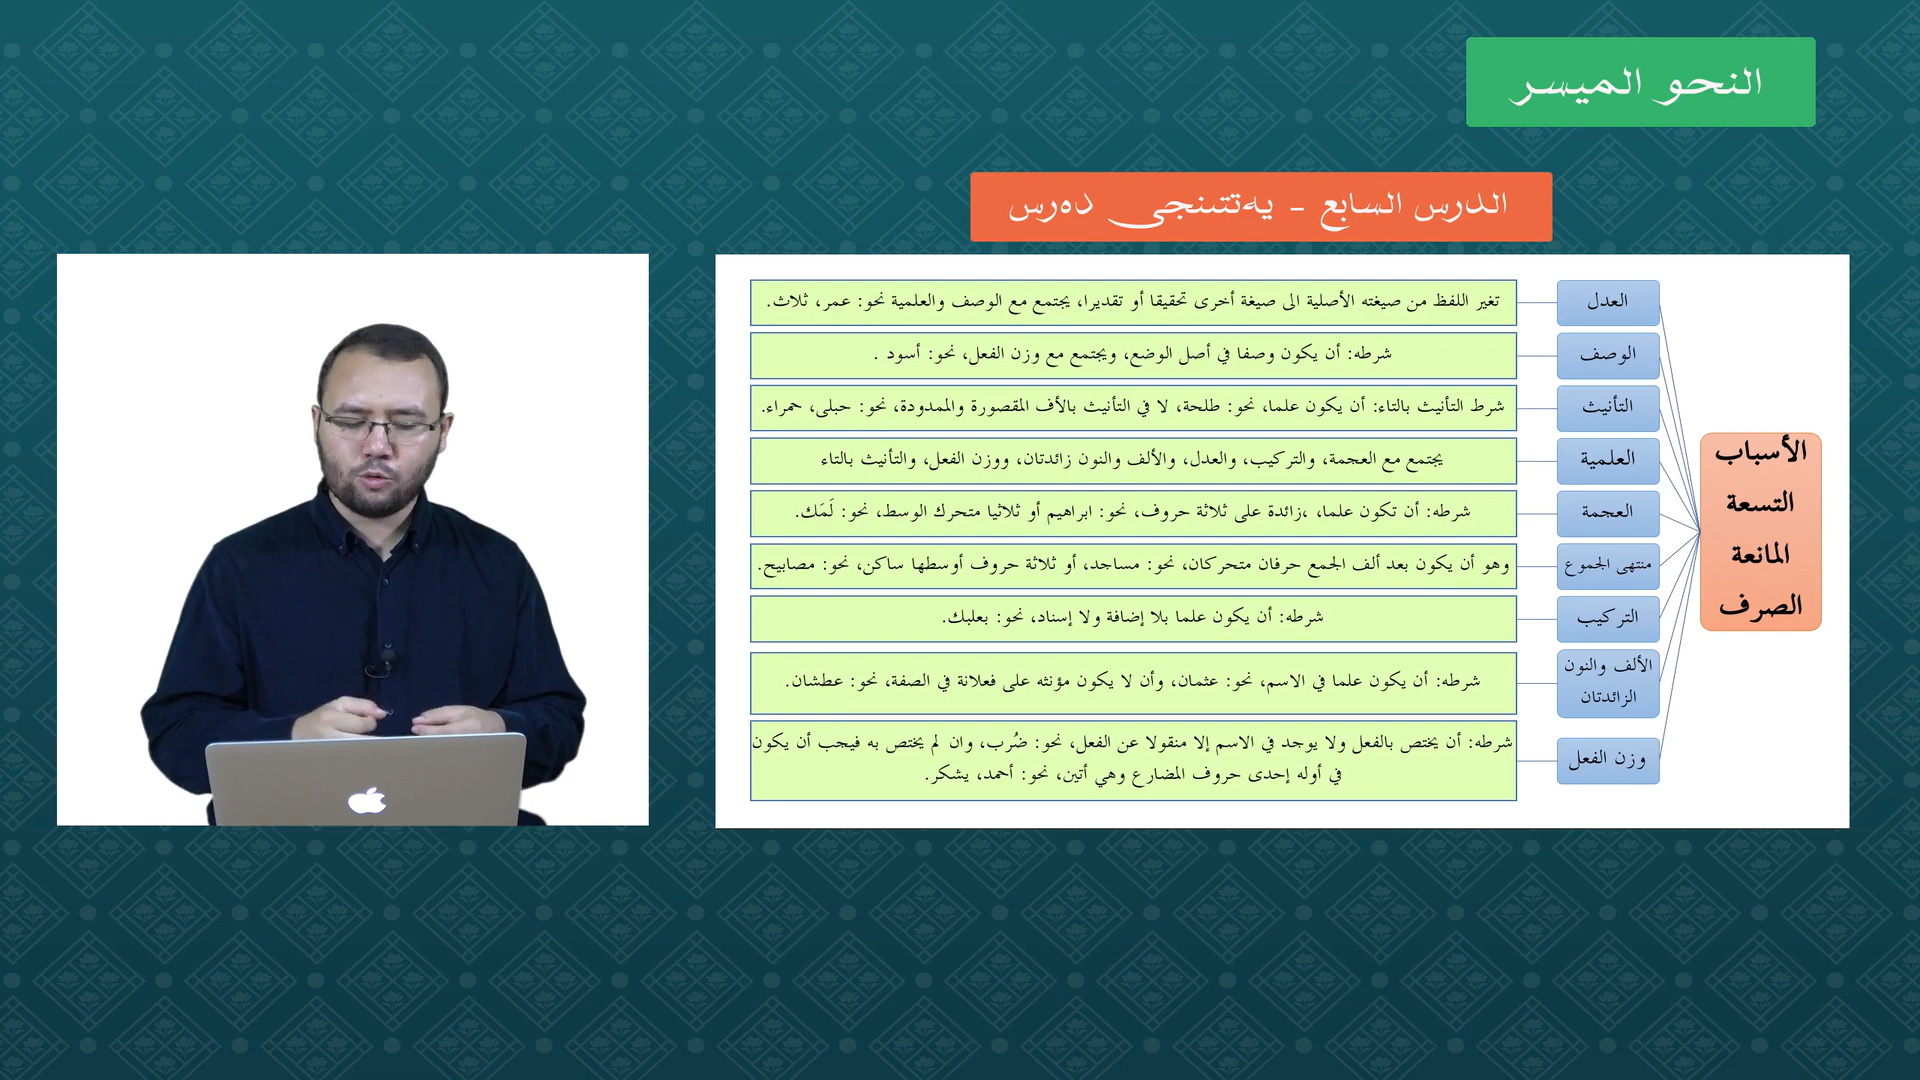 النحو الميسر
الدرس السابع - يەتتىنجى دەرس
الأسباب
التسعة
المانعة
الصرف
العدل
تغير اللفظ من صيغته الأصلية الى صيغة أخرى تحقيقا أو تقديرا، يجتمع مع الوصف والعلمية نحو: عمر، ثلاث.
الوصف
شرطه: أن يكون وصفا في أصل الوضع، ويجتمع مع وزن الفعل، نحو: أسود .
التأنيث
شرط التأنيث بالتاء: أن يكون علما، نحو: طلحة، لا في التأنيث بالأف المقصورة والممدودة، نحو: حبلى، حمراء.
العلمية
يجتمع مع العجمة، والتركيب، والعدل، والألف والنون زائدتان، ووزن الفعل، والتأنيث بالتاء
العجمة
شرطه: أن تكون علما، ،زائدة على ثلاثة حروف، نحو: ابراهيم أو ثلاثيا متحرك الوسط، نحو: لَمَك.
منتهى الجموع
وهو أن يكون بعد ألف الجمع حرفان متحركان، نحو: مساجد، أو ثلاثة حروف أوسطها ساكن، نحو: مصابيح.
التركيب
شرطه: أن يكون علما بلا إضافة ولا إسناد، نحو: بعلبك.
الألف والنون
الزائدتان
شرطه: أن يكون علما في الاسم، نحو: عثمان، وأن لا يكون مؤنثه على فعلانة في الصفة، نحو: عطشان.
وزن الفعل
شرطه: أن يختص بالفعل ولا يوجد في الاسم إلا منقولا عن الفعل، نحو: ضُرب، وان لم يختص به فيجب أن يكون
في أوله إحدى حروف المضارع وهي أتين، نحو: أحمد، يشكر.